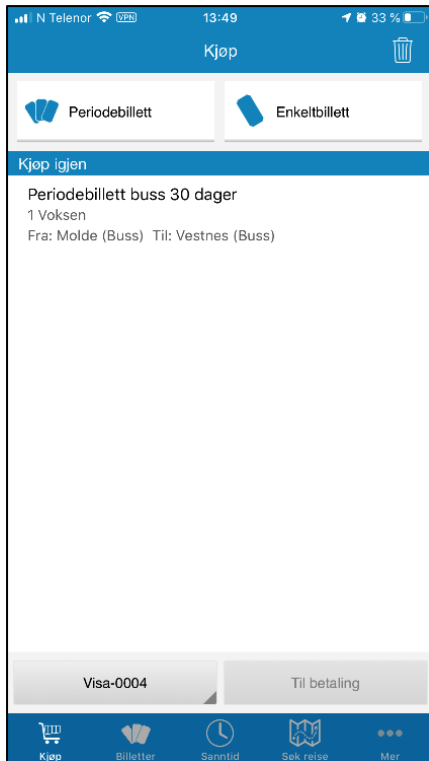 N Telenor VPN 13:49 33 %
Kjøp
Periodebillett Enkeltbillett
Kjøp igjen
Periodebillett buss 30 dager
1 Voksen
Fra: Molde (Buss) Til: Vestnes (Buss)
Visa-0004 Til betaling
Kjøp Billetter Sanntid Søk reise Mer